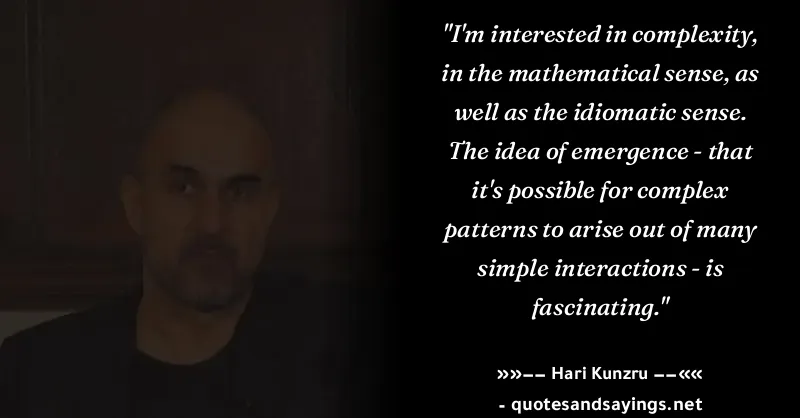 "I'm interested in complexity,
in the mathematical sense, as
well as the idiomatic sense.
The idea of emergence - that
it's possible for complex
patterns to arise out of many
simple interactions - is
fascinating."
»»—— Hari Kunzru ——««
- quotesandsayings.net